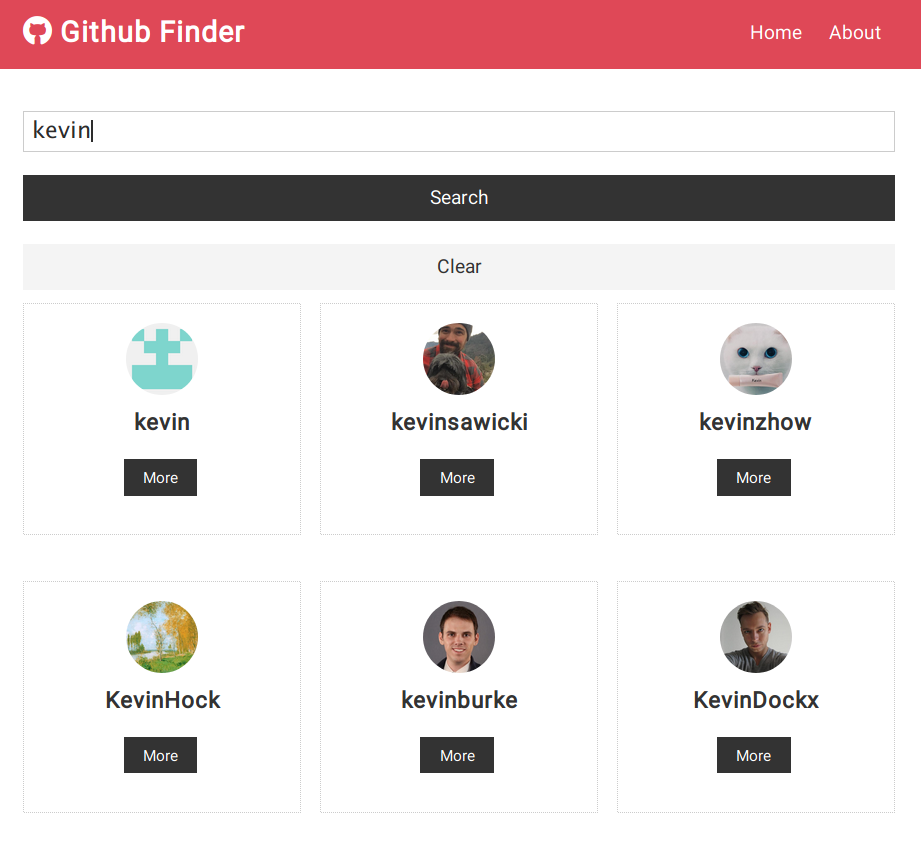 Github Finder Home About
kevin
Search
Clear
kevin kevinsawicki kevinzhow
More More More
KevinHock kevinburke KevinDockx
More More More